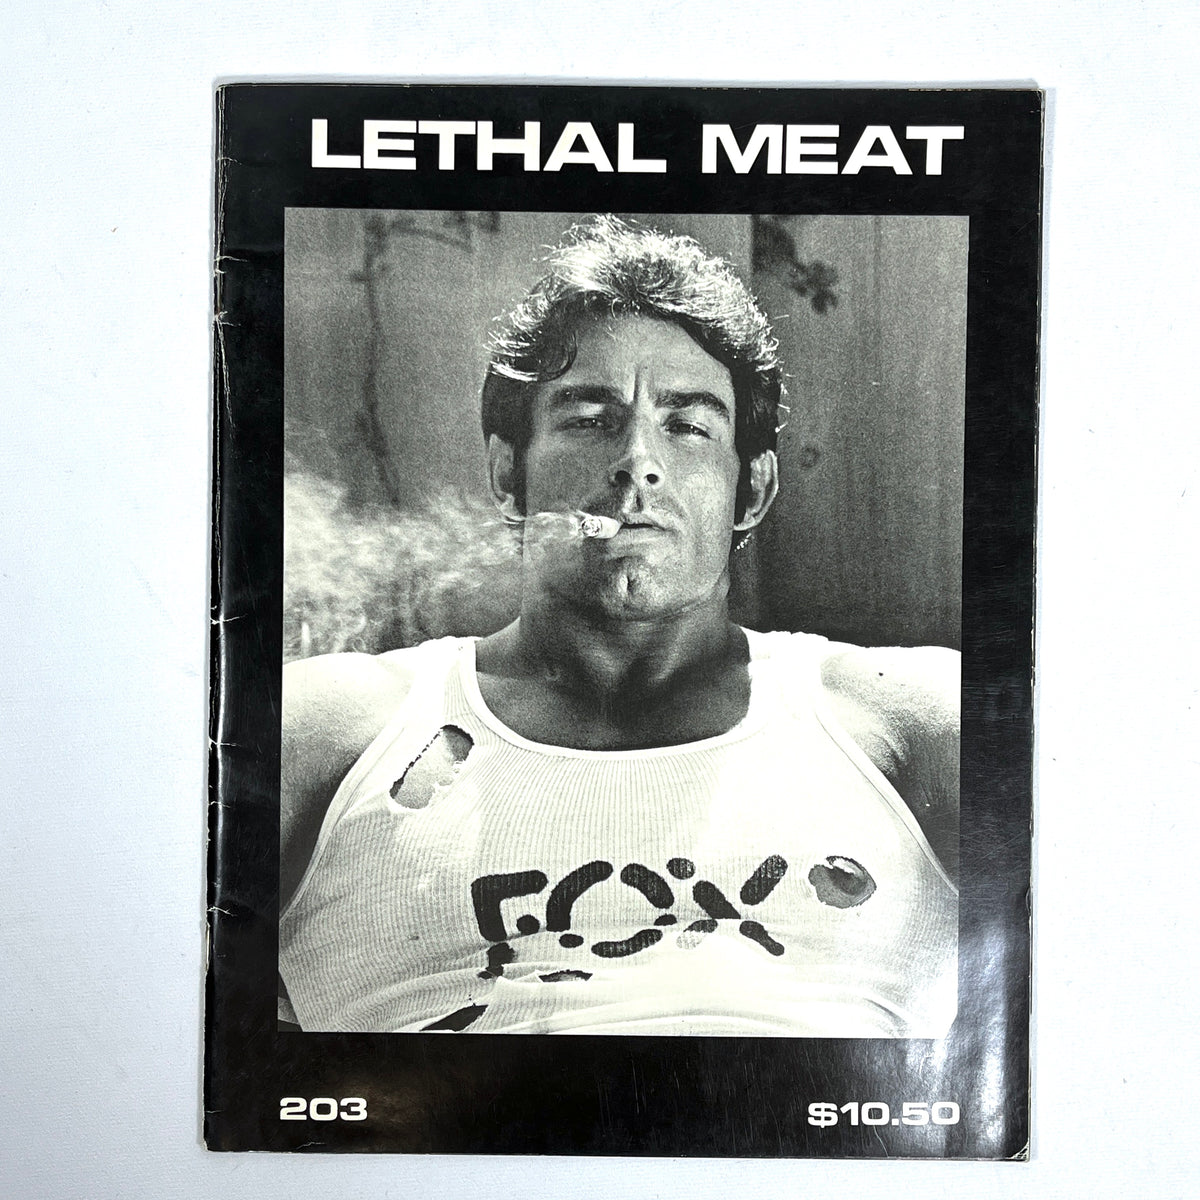 LETHAL MEAT
FOX
203
$10.50